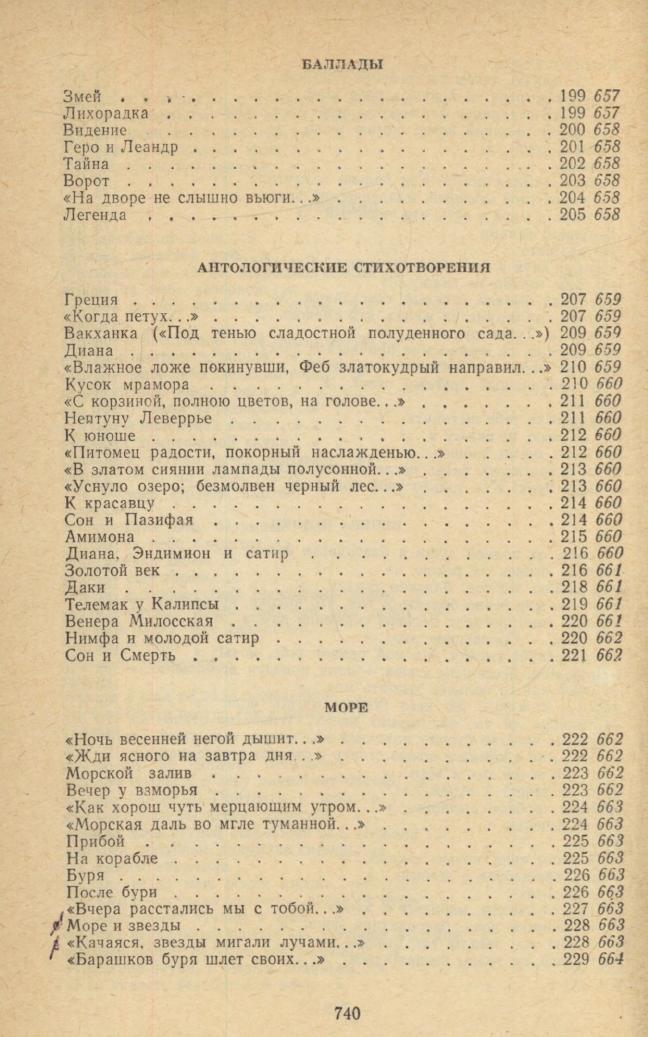 БАЛЛАДЫ
Змей . . . . . . . . . . . . . . . . . . . . . . 199 657
Лихорадка . . . . . . . . . . . . . . . . . . . . 199 657
Видение . . . . . . . . . . . . . . . . . . . . . 200 658
Геро и Леандр . . . . . . . . . . . . . . . . . . 201 658
Тайна . . . . . . . . . . . . . . . . . . . . . . 202 658
Ворот . . . . . . . . . . . . . . . . . . . . . . 203 658
«На дворе не слышно вьюги...» . . . . . . . . . . 204 658
Легенда . . . . . . . . . . . . . . . . . . . . . 205 658
АНТОЛОГИЧЕСКИЕ СТИХОТВОРЕНИЯ
Греция . . . . . . . . . . . . . . . . . . . . . 207 659
«Когда петух...» . . . . . . . . . . . . . . . . 207 659
Вакханка («Под тенью сладостной полуденного сада...») 209 659
Диана . . . . . . . . . . . . . . . . . . . . . . 209 659
«Влажное ложе покинувши, Феб златокудрый направил...» 210 659
Кусок мрамора . . . . . . . . . . . . . . . . . . 210 660
«С корзиной, полною цветов, на голове...» . . . . . 211 660
Нептуну Леверрье . . . . . . . . . . . . . . . . 211 660
К юноше . . . . . . . . . . . . . . . . . . . . . 212 660
«Питомец радости, покорный наслажденью...» . . . . 212 660
«В златом сиянии лампады полусонной...» . . . . . 213 660
«Уснуло озеро; безмолвен черный лес...» . . . . . 213 660
К красавцу . . . . . . . . . . . . . . . . . . . 214 660
Сон и Пазифая . . . . . . . . . . . . . . . . . . 214 660
Амимона . . . . . . . . . . . . . . . . . . . . . 215 660
Диана, Эндимион и сатир . . . . . . . . . . . . . 216 660
Золотой век . . . . . . . . . . . . . . . . . . . 216 661
Даки . . . . . . . . . . . . . . . . . . . . . . 218 661
Телемак у Калипсы . . . . . . . . . . . . . . . . 219 661
Венера Милосская . . . . . . . . . . . . . . . . 220 661
Нимфа и молодой сатир . . . . . . . . . . . . . . 220 662
Сон и Смерть . . . . . . . . . . . . . . . . . . 221 662
МОРЕ
«Ночь весенней негой дышит...» . . . . . . . . . . 222 662
«Жди ясного на завтра дня...» . . . . . . . . . . 222 662
Морской залив . . . . . . . . . . . . . . . . . . 223 662
Вечер у взморья . . . . . . . . . . . . . . . . . 223 662
«Как хорош чуть мерцающим утром...» . . . . . . . 224 663
«Морская даль во мгле туманной...» . . . . . . . . 224 663
Прибой . . . . . . . . . . . . . . . . . . . . . 225 663
На корабле . . . . . . . . . . . . . . . . . . . 225 663
Буря . . . . . . . . . . . . . . . . . . . . . . 226 663
После бури . . . . . . . . . . . . . . . . . . . 226 663
«Вчера расстались мы с тобой...» . . . . . . . . . 227 663
Море и звезды . . . . . . . . . . . . . . . . . . 228 663
«Качаяся, звезды мигали лучами...» . . . . . . . . 228 663
«Барашков буря шлет своих...» . . . . . . . . . . 229 664
740